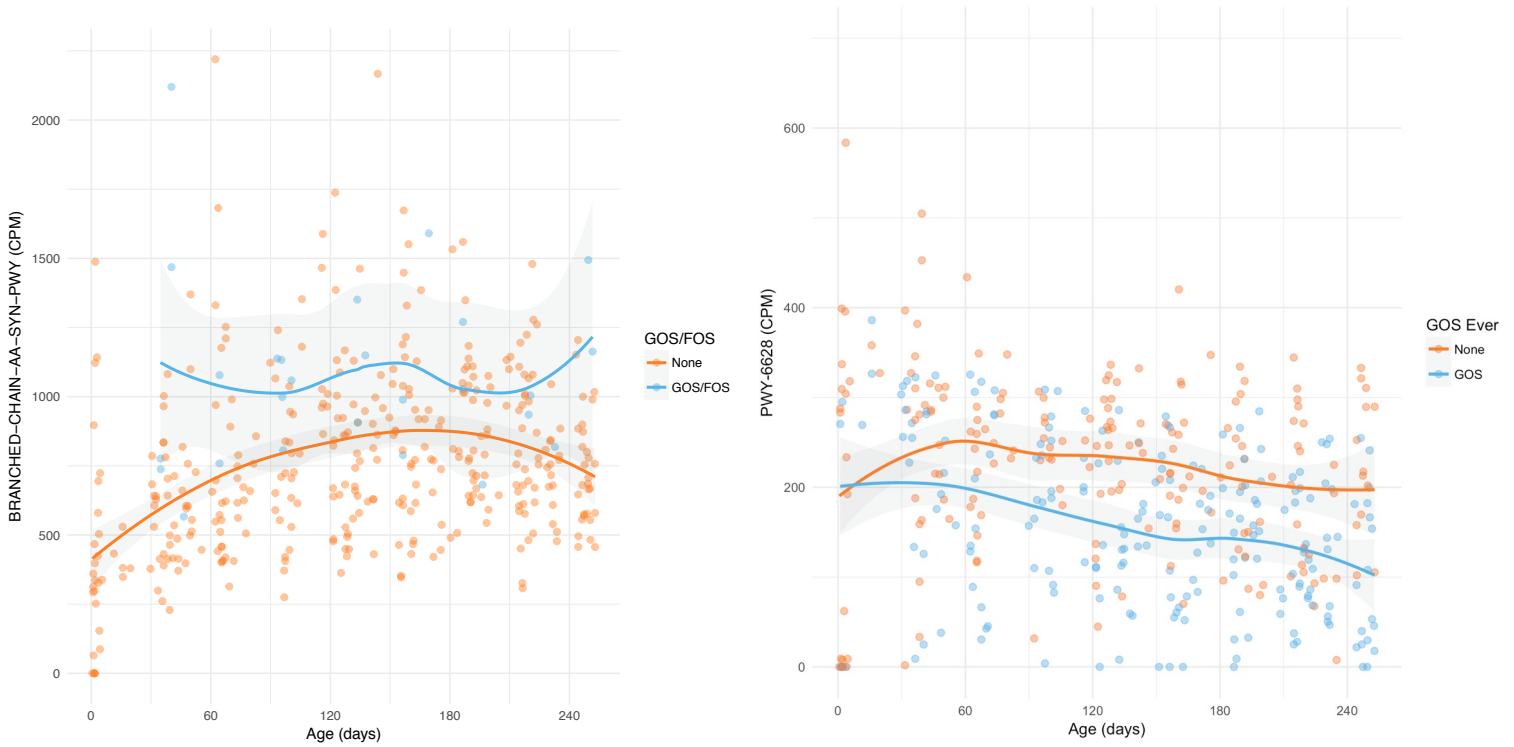 BRANCHED−CHAIN−AA−SYN−PWY (CPM)
2000
1500
1000
500
0
0 60 120 180 240
Age (days)
GOS/FOS
None
GOS/FOS
PWY-6628 (CPM)
600
400
200
0
0 60 120 180 240
Age (days)
GOS Ever
None
GOS